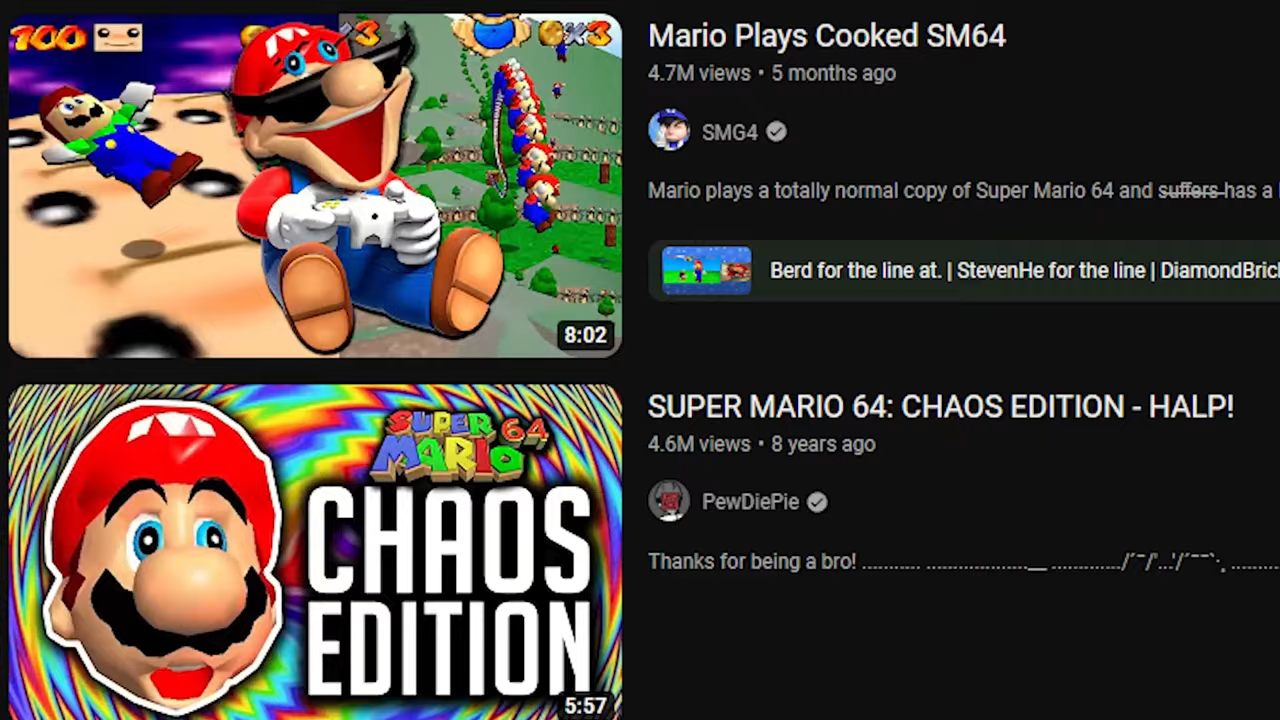 100
3
×3
8:02
Mario Plays Cooked SM64
4.7M views • 5 months ago
SMG4
Mario plays a totally normal copy of Super Mario 64 and suffers has a
Berd for the line at. | StevenHe for the line | DiamondBric
SUPER
MARIO 64
CHAOS
EDITION
5:57
SUPER MARIO 64: CHAOS EDITION - HALP!
4.6M views • 8 years ago
PewDiePie
Thanks for being a bro! ........... ....................__ ............./´¯/'...'/´¯¯`·¸ ..........